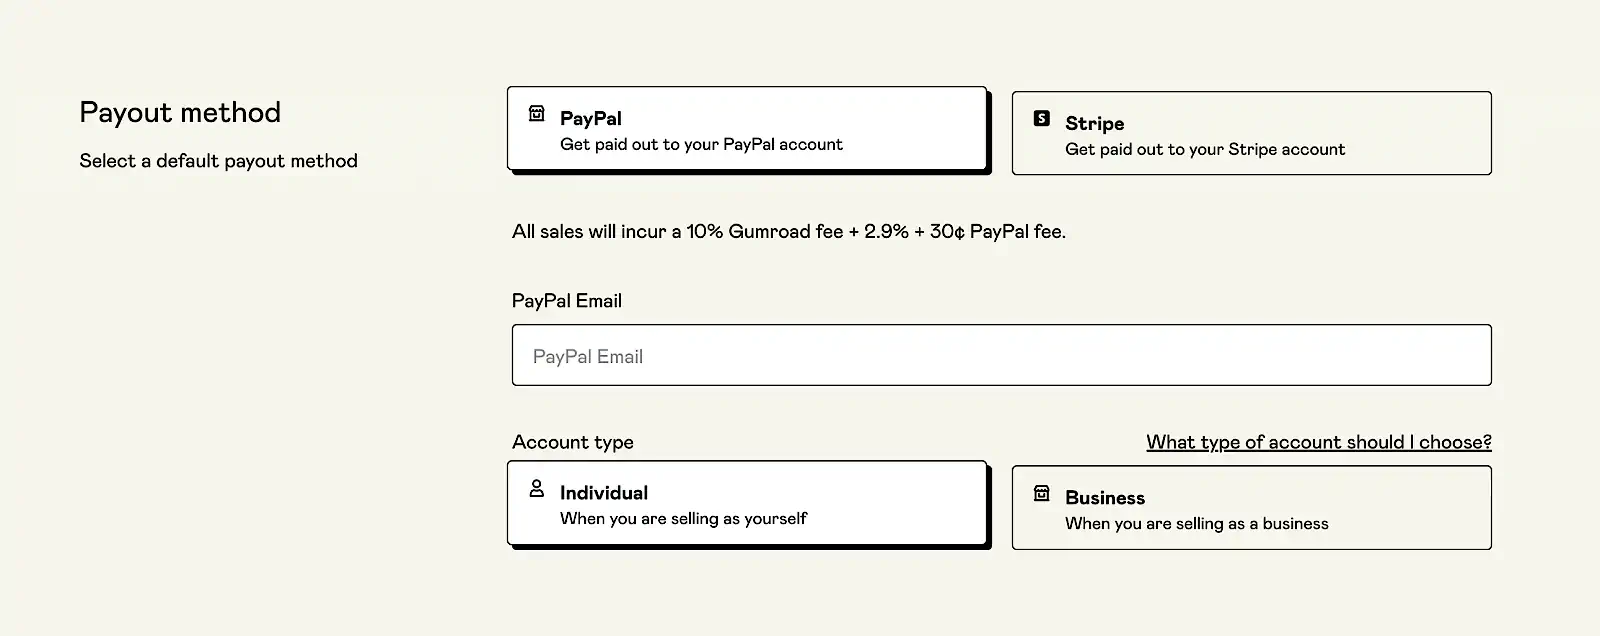 Payout method
Select a default payout method
PayPal
Get paid out to your PayPal account
Stripe
Get paid out to your Stripe account
All sales will incur a 10% Gumroad fee + 2.9% + 30¢ PayPal fee.
PayPal Email
PayPal Email
Account type
What type of account should I choose?
Individual
When you are selling as yourself
Business
When you are selling as a business